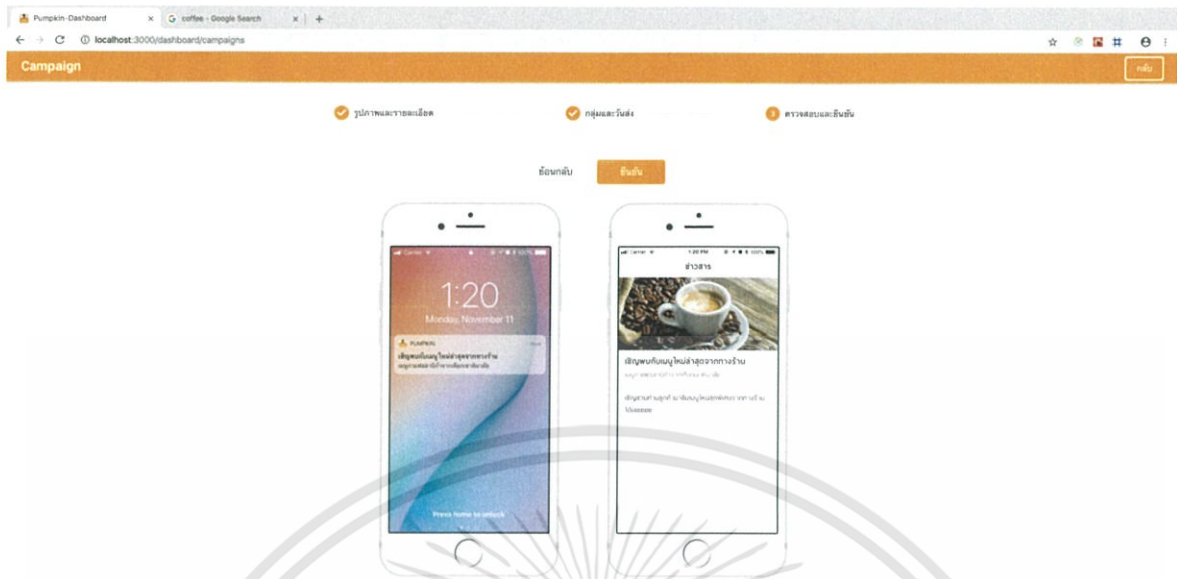 Pumpkin-Dashboard
coffee - Google Search
localhost:3000/dashboard/campaigns
Campaign
กลับ
รูปภาพและรายละเอียด
กลุ่มและวันส่ง
3 ตรวจสอบและยืนยัน
ย้อนกลับ
ยืนยัน
Carrier
100%
1:20
Monday, November 11
PUMPKIN
เชิญพบกับเมนูใหม่ล่าสุดจากทางร้าน
Press home to unlock
Carrier
1:20 PM
100%
ข่าวสาร
เชิญพบกับเมนูใหม่ล่าสุดจากทางร้าน